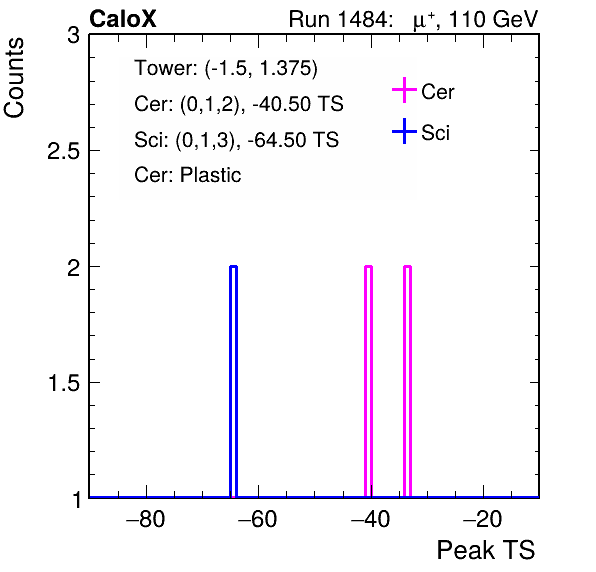 CaloX Run 1484: μ⁺, 110 GeV
Counts
Tower: (-1.5, 1.375)
Cer: (0,1,2), -40.50 TS
Sci: (0,1,3), -64.50 TS
Cer: Plastic
Cer
Sci
3
2.5
2
1.5
1
−80 −60 −40 −20
Peak TS